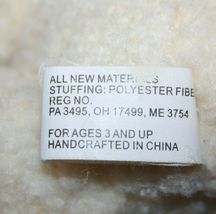 ALL NEW MATERIALS
STUFFING: POLYESTER FIBE
REG NO.
PA 3495, OH 17499, ME 3754
FOR AGES 3 AND UP
HANDCRAFTED IN CHINA